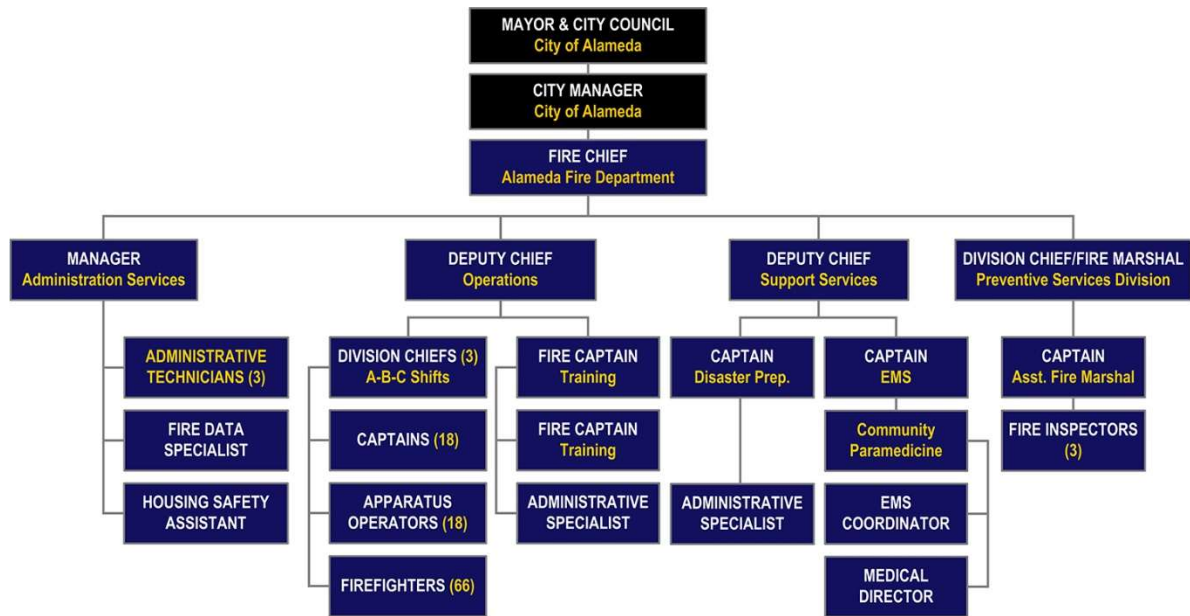 MAYOR & CITY COUNCIL
City of Alameda
CITY MANAGER
City of Alameda
FIRE CHIEF
Alameda Fire Department
MANAGER
Administration Services
DEPUTY CHIEF
Operations
DEPUTY CHIEF
Support Services
DIVISION CHIEF/FIRE MARSHAL
Preventive Services Division
ADMINISTRATIVE
TECHNICIANS (3)
FIRE DATA
SPECIALIST
HOUSING SAFETY
ASSISTANT
DIVISION CHIEFS (3)
A-B-C Shifts
CAPTAINS (18)
APPARATUS
OPERATORS (18)
FIREFIGHTERS (66)
FIRE CAPTAIN
Training
FIRE CAPTAIN
Training
ADMINISTRATIVE
SPECIALIST
CAPTAIN
Disaster Prep.
ADMINISTRATIVE
SPECIALIST
CAPTAIN
EMS
Community
Paramedicine
EMS
COORDINATOR
MEDICAL
DIRECTOR
CAPTAIN
Asst. Fire Marshal
FIRE INSPECTORS
(3)